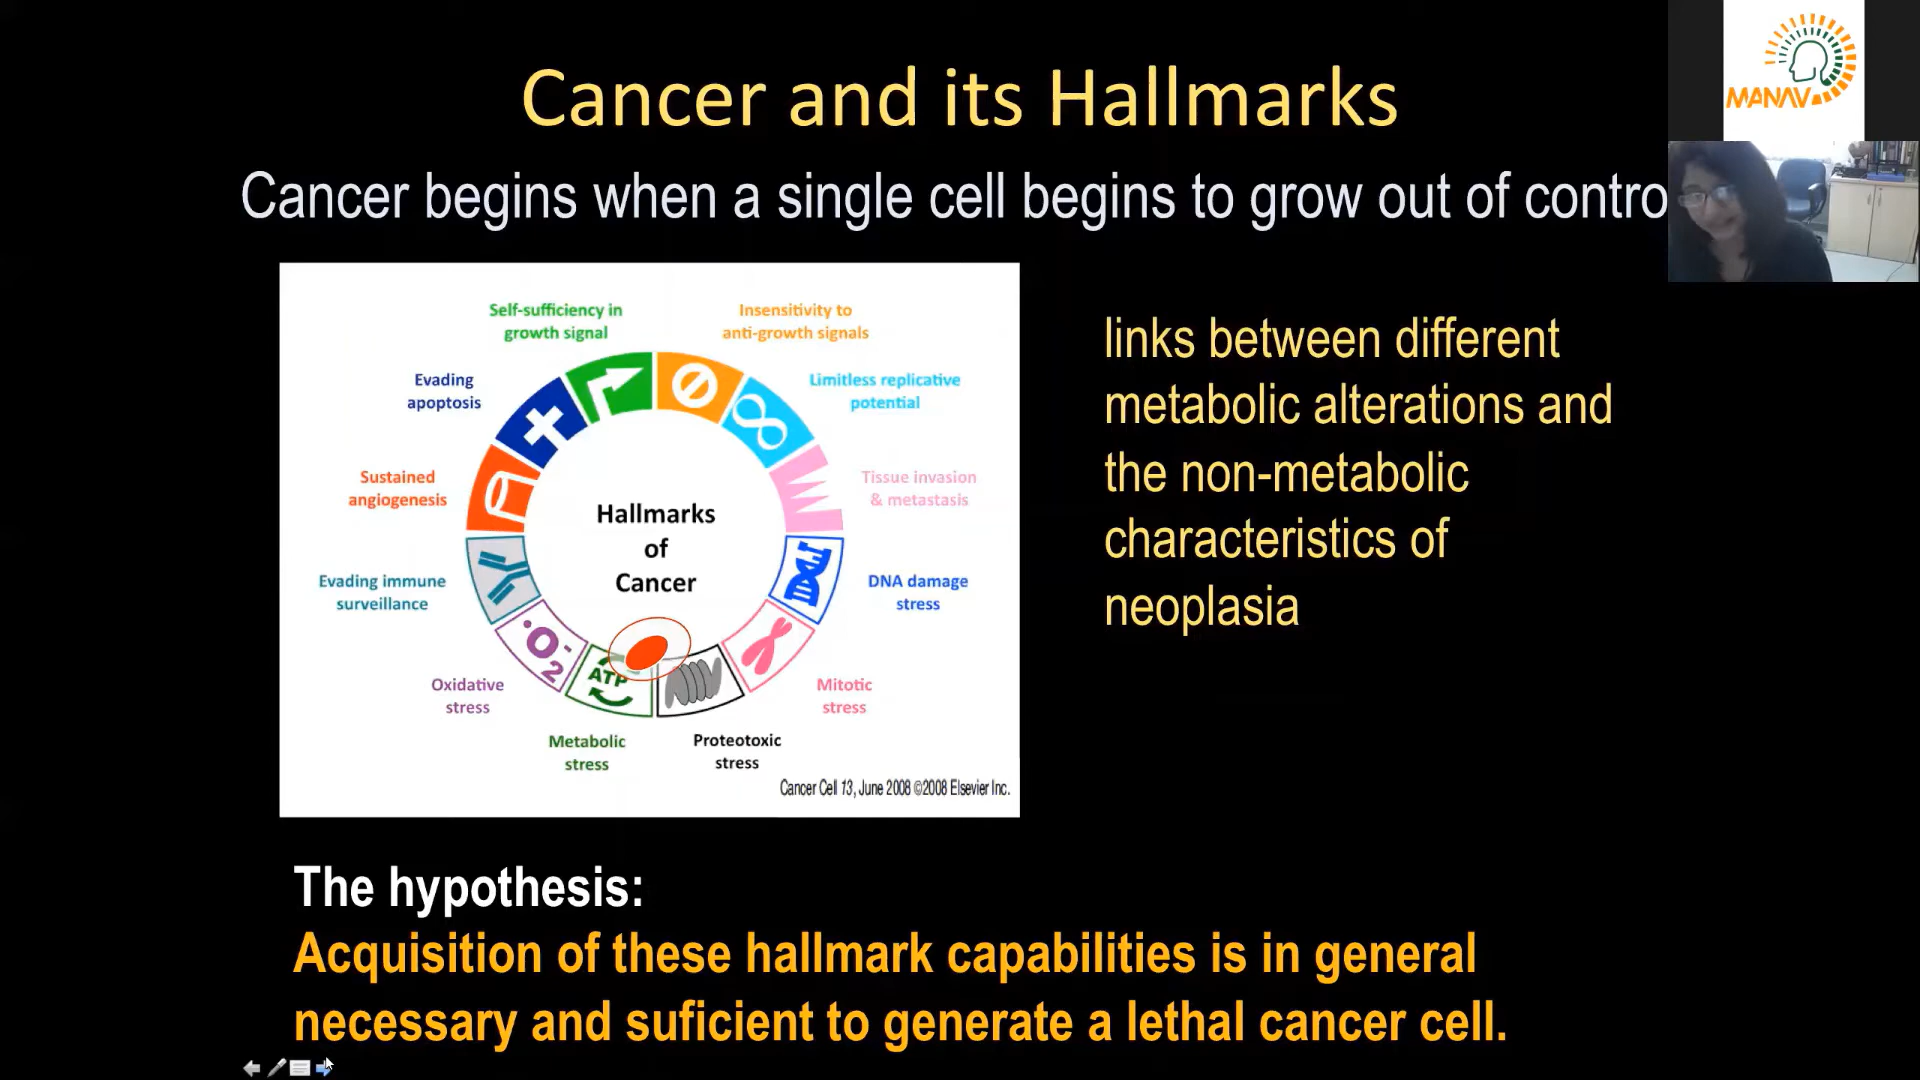 Cancer and its Hallmarks
MANAV
Cancer begins when a single cell begins to grow out of contro
Self-sufficiency in
growth signal
Insensitivity to
anti-growth signals
Evading
apoptosis
Limitless replicative
potential
Sustained
angiogenesis
Tissue invasion
& metastasis
Hallmarks
of
Cancer
Evading immune
surveillance
DNA damage
stress
O2-
ATP
Oxidative
stress
Mitotic
stress
Metabolic
stress
Proteotoxic
stress
Cancer Cell 13, June 2008 ©2008 Elsevier Inc.
links between different
metabolic alterations and
the non-metabolic
characteristics of
neoplasia
The hypothesis:
Acquisition of these hallmark capabilities is in general
necessary and suficient to generate a lethal cancer cell.